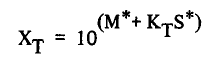 X_T = 10^(M* + K_T S*)